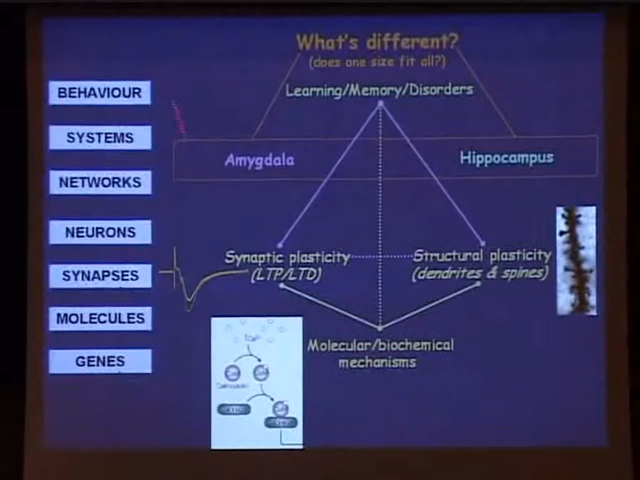 What's different?
(does one size fit all?)
Learning/Memory/Disorders
BEHAVIOUR
SYSTEMS
Amygdala
Hippocampus
NETWORKS
NEURONS
Synaptic plasticity
(LTP/LTD)
Structural plasticity
(dendrites & spines)
SYNAPSES
MOLECULES
Molecular/biochemical
mechanisms
GENES